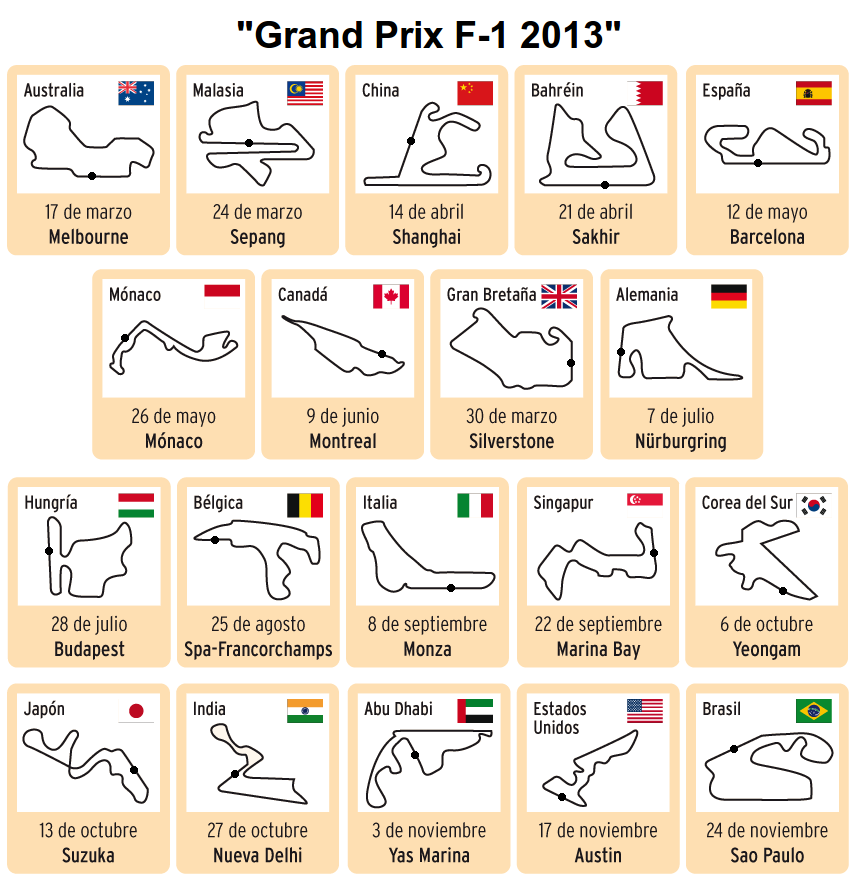 "Grand Prix F-1 2013"
Australia
17 de marzo
Melbourne
Malasia
24 de marzo
Sepang
China
14 de abril
Shanghai
Bahréin
21 de abril
Sakhir
España
12 de mayo
Barcelona
Mónaco
26 de mayo
Mónaco
Canadá
9 de junio
Montreal
Gran Bretaña
30 de marzo
Silverstone
Alemania
7 de julio
Nürburgring
Hungría
28 de julio
Budapest
Bélgica
25 de agosto
Spa-Francorchamps
Italia
8 de septiembre
Monza
Singapur
22 de septiembre
Marina Bay
Corea del Sur
6 de octubre
Yeongam
Japón
13 de octubre
Suzuka
India
27 de octubre
Nueva Delhi
Abu Dhabi
3 de noviembre
Yas Marina
Estados
Unidos
17 de noviembre
Austin
Brasil
24 de noviembre
Sao Paulo